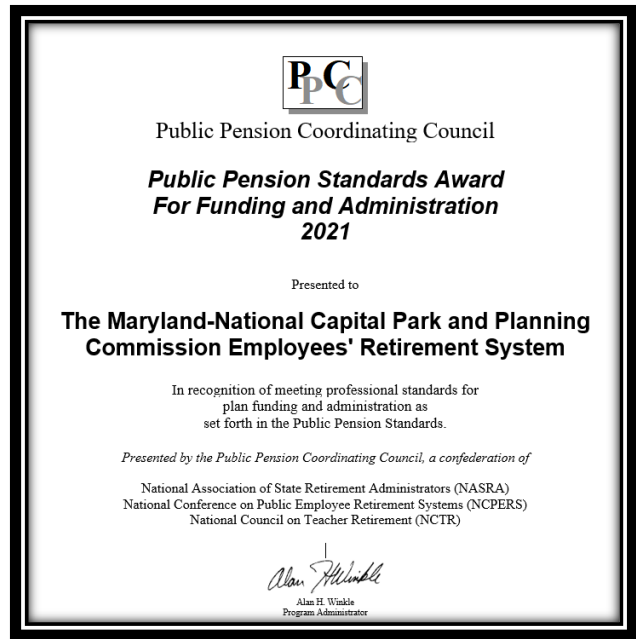 PPCC
Public Pension Coordinating Council
Public Pension Standards Award
For Funding and Administration
2021
Presented to
The Maryland-National Capital Park and Planning
Commission Employees' Retirement System
In recognition of meeting professional standards for
plan funding and administration as
set forth in the Public Pension Standards.
Presented by the Public Pension Coordinating Council, a confederation of
National Association of State Retirement Administrators (NASRA)
National Conference on Public Employee Retirement Systems (NCPERS)
National Council on Teacher Retirement (NCTR)
Alan H Winkle
Alan H. Winkle
Program Administrator